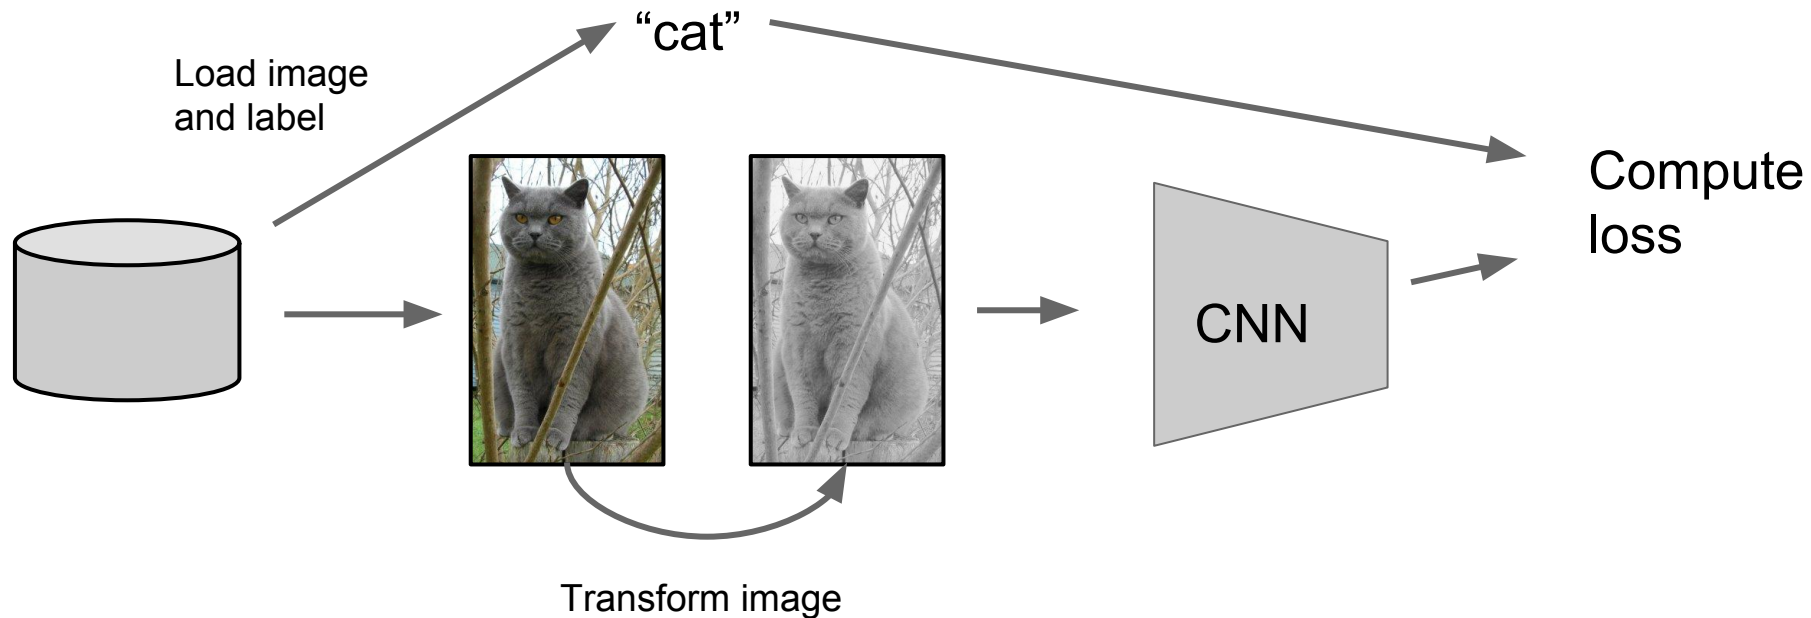 “cat”
Load image
and label
Compute
loss
CNN
Transform image